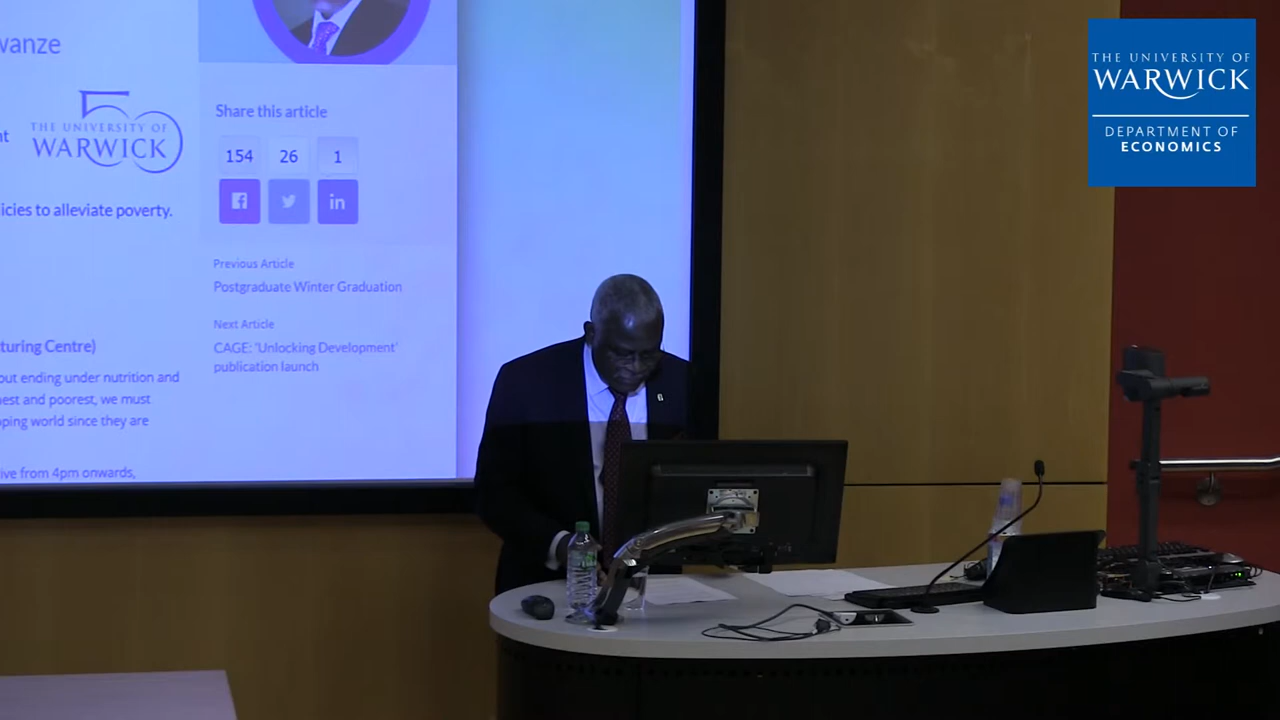 wanze
nt
THE UNIVERSITY OF
WARWICK
icies to alleviate poverty.
turing Centre)
out ending under nutrition and
nest and poorest, we must
ping world since they are
ive from 4pm onwards,
Share this article
154 26 1
in
Previous Article
Postgraduate Winter Graduation
Next Article
CAGE: 'Unlocking Development'
publication launch
THE UNIVERSITY OF
WARWICK
DEPARTMENT OF
ECONOMICS